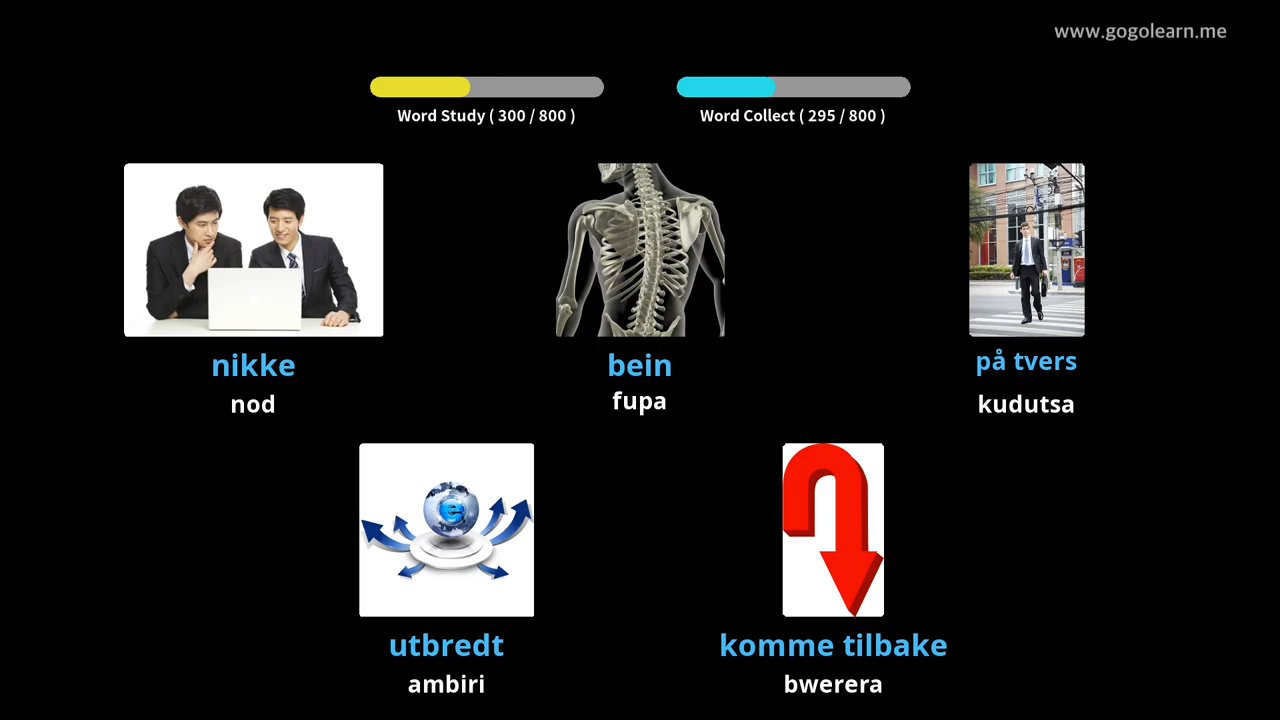 www.gogolearn.me
Word Study ( 300 / 800 )
Word Collect ( 295 / 800 )
nikke
nod
bein
fupa
på tvers
kudutsa
e
utbredt
ambiri
komme tilbake
bwerera